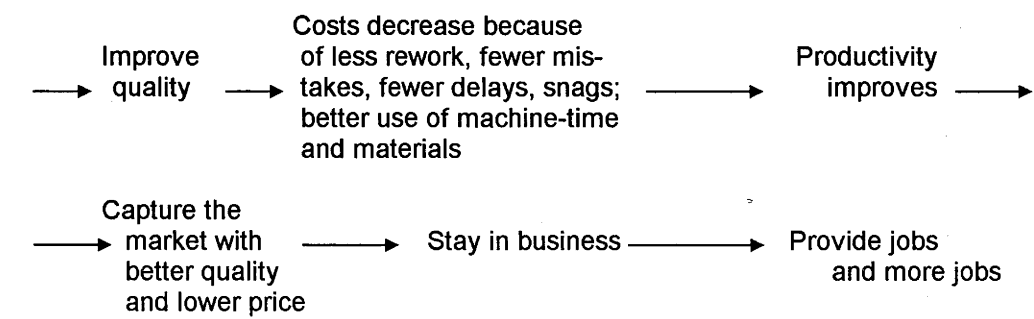 Improve
quality
Costs decrease because
of less rework, fewer mis-
takes, fewer delays, snags;
better use of machine-time
and materials
Productivity
improves
Capture the
market with
better quality
and lower price
Stay in business
Provide jobs
and more jobs